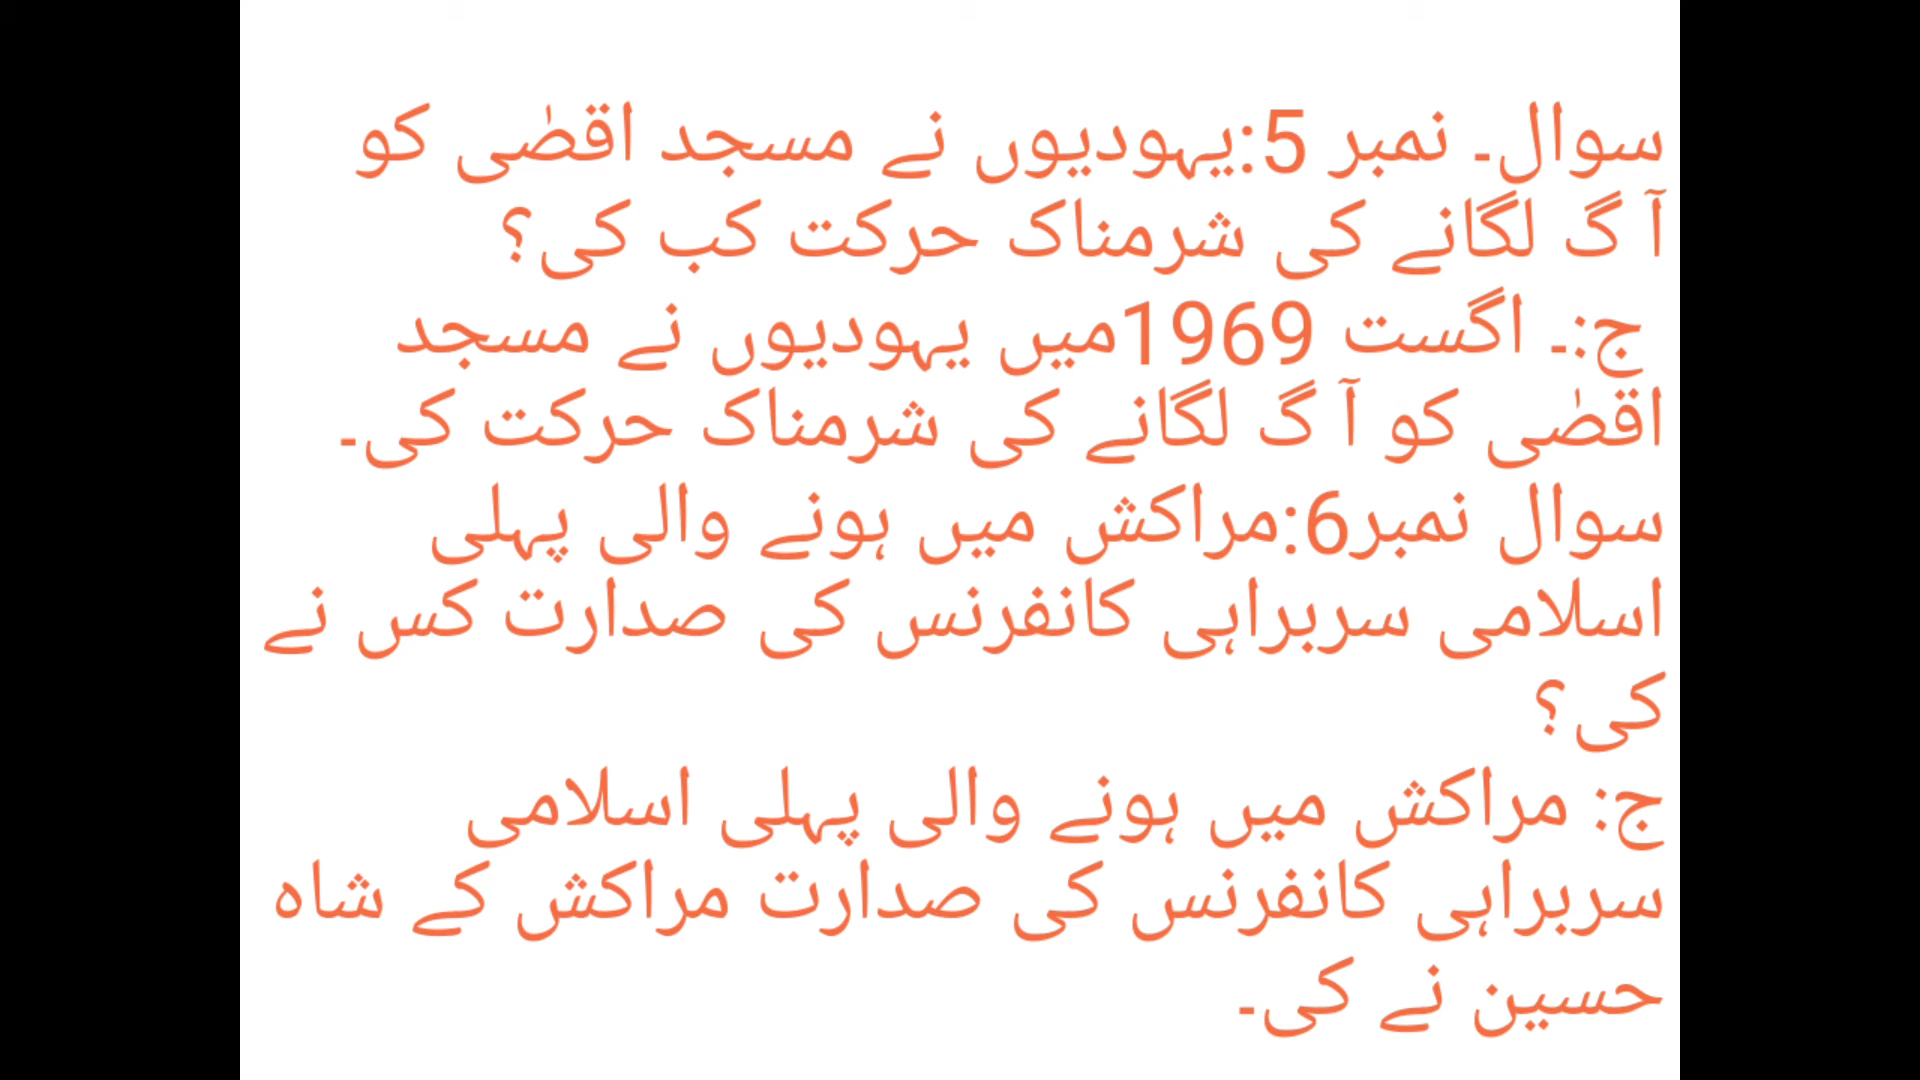 سوال۔ نمبر 5:یہودیوں نے مسجد اقصٰی کو
آ گ لگانے کی شرمناک حرکت کب کی؟
ج:۔ اگست 1969میں یہودیوں نے مسجد
اقصٰی کو آ گ لگانے کی شرمناک حرکت کی۔
سوال نمبر6:مراکش میں ہونے والی پہلی
اسلامی سربراہی کانفرنس کی صدارت کس نے
کی؟
ج: مراکش میں ہونے والی پہلی اسلامی
سربراہی کانفرنس کی صدارت مراکش کے شاہ
حسین نے کی۔